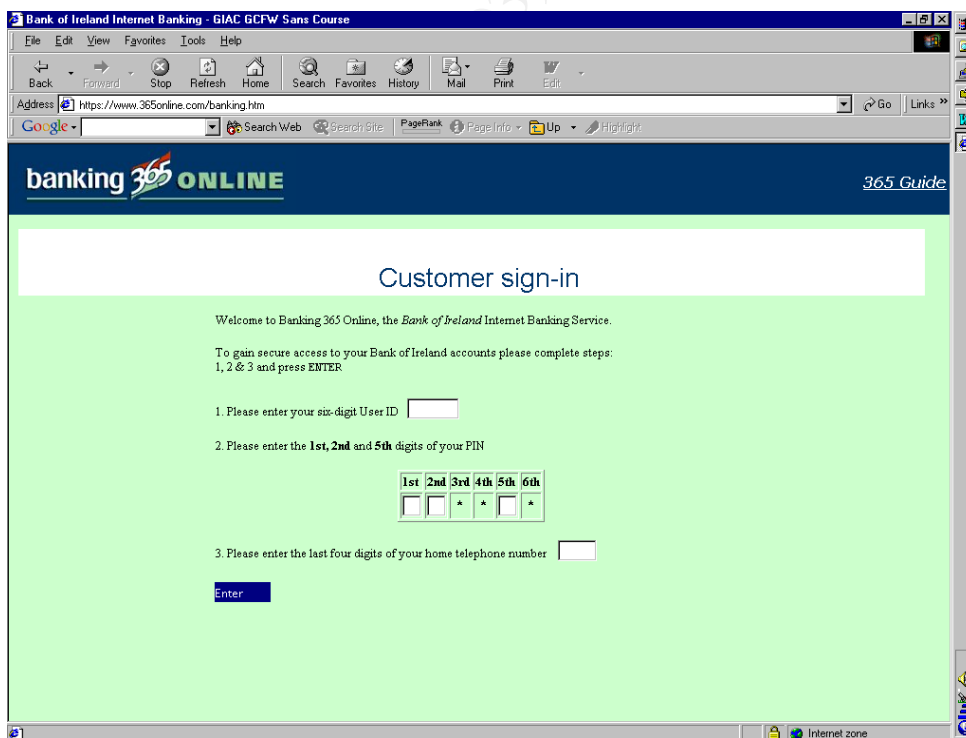 Bank of Ireland Internet Banking - GIAC GCFW Sans Course
File Edit View Favorites Tools Help
Back Forward Stop Refresh Home Search Favorites History Mail Print Edit
Address https://www.365online.com/banking.htm Go Links »
Google Search Web Search Site PageRank Page Info Up Highlight
banking 365 ONLINE
365 Guide
Customer sign-in
Welcome to Banking 365 Online, the Bank of Ireland Internet Banking Service.
To gain secure access to your Bank of Ireland accounts please complete steps:
1, 2 & 3 and press ENTER
1. Please enter your six-digit User ID
2. Please enter the 1st, 2nd and 5th digits of your PIN
1st 2nd 3rd 4th 5th 6th
* * *
3. Please enter the last four digits of your home telephone number
Enter
Internet zone